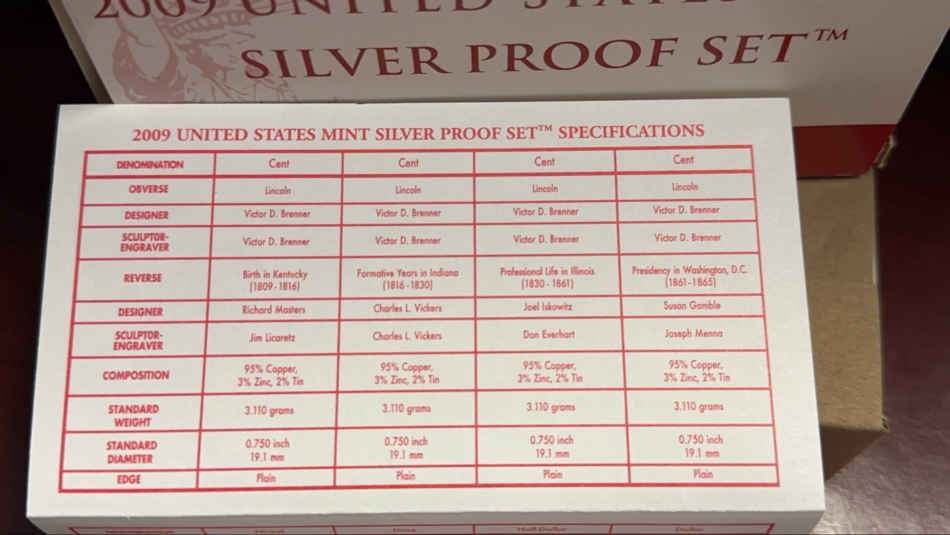 2009 UNITED STATES
SILVER PROOF SET™
2009 UNITED STATES MINT SILVER PROOF SET™ SPECIFICATIONS
DENOMINATION Cent Cent Cent Cent
OBVERSE Lincoln Lincoln Lincoln Lincoln
DESIGNER Victor D. Brenner Victor D. Brenner Victor D. Brenner Victor D. Brenner
SCULPTOR-
ENGRAVER Victor D. Brenner Victor D. Brenner Victor D. Brenner Victor D. Brenner
REVERSE Birth in Kentucky Formative Years in Indiana Professional Life in Illinois Presidency in Washington, D.C.
(1809 - 1816) (1816 - 1830) (1830 - 1861) (1861 - 1865)
DESIGNER Richard Masters Charles L. Vickers Joel Iskowitz Susan Gamble
SCULPTOR-
ENGRAVER Jim Licaretz Charles L. Vickers Don Everhart Joseph Menna
COMPOSITION 95% Copper, 95% Copper, 95% Copper, 95% Copper,
3% Zinc, 2% Tin 3% Zinc, 2% Tin 3% Zinc, 2% Tin 3% Zinc, 2% Tin
STANDARD
WEIGHT 3.110 grams 3.110 grams 3.110 grams 3.110 grams
STANDARD 0.750 inch 0.750 inch 0.750 inch 0.750 inch
DIAMETER 19.1 mm 19.1 mm 19.1 mm 19.1 mm
EDGE Plain Plain Plain Plain
Half-Dollar Dollar